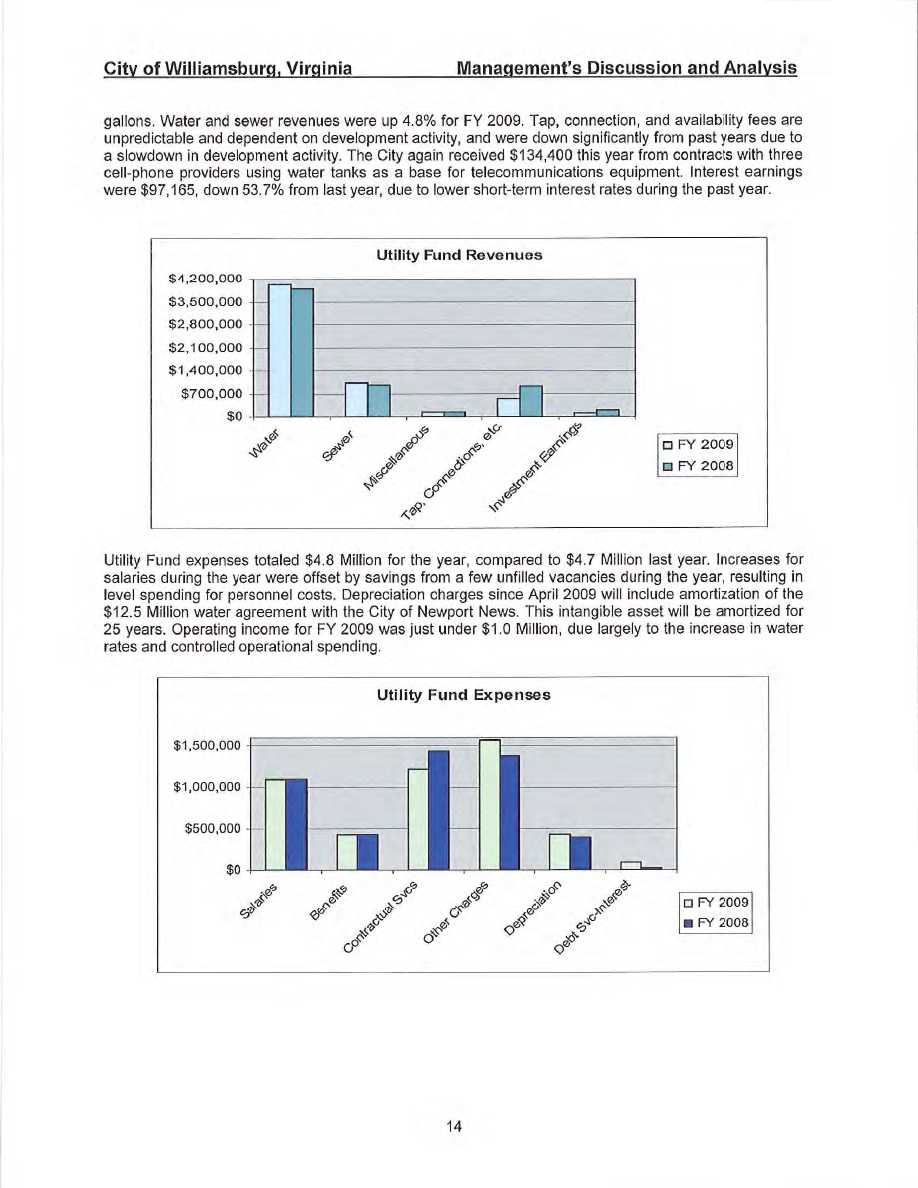 City of Williamsburg, Virginia Management's Discussion and Analysis
gallons. Water and sewer revenues were up 4.8% for FY 2009. Tap, connection, and availability fees are
unpredictable and dependent on development activity, and were down significantly from past years due to
a slowdown in development activity. The City again received $134,400 this year from contracts with three
cell-phone providers using water tanks as a base for telecommunications equipment. Interest earnings
were $97,165, down 53.7% from last year, due to lower short-term interest rates during the past year.
Utility Fund Revenues
$4,200,000
$3,500,000
$2,800,000
$2,100,000
$1,400,000
$700,000
$0
Water
Sewer
Miscellaneous
Tap, Connections, etc.
Investment Earnings
FY 2009
FY 2008
Utility Fund expenses totaled $4.8 Million for the year, compared to $4.7 Million last year. Increases for
salaries during the year were offset by savings from a few unfilled vacancies during the year, resulting in
level spending for personnel costs. Depreciation charges since April 2009 will include amortization of the
$12.5 Million water agreement with the City of Newport News. This intangible asset will be amortized for
25 years. Operating income for FY 2009 was just under $1.0 Million, due largely to the increase in water
rates and controlled operational spending.
Utility Fund Expenses
$1,500,000
$1,000,000
$500,000
$0
Salaries
Benefits
Contractual Svcs
Other Charges
Depreciation
Debt Svc-Interest
FY 2009
FY 2008
14